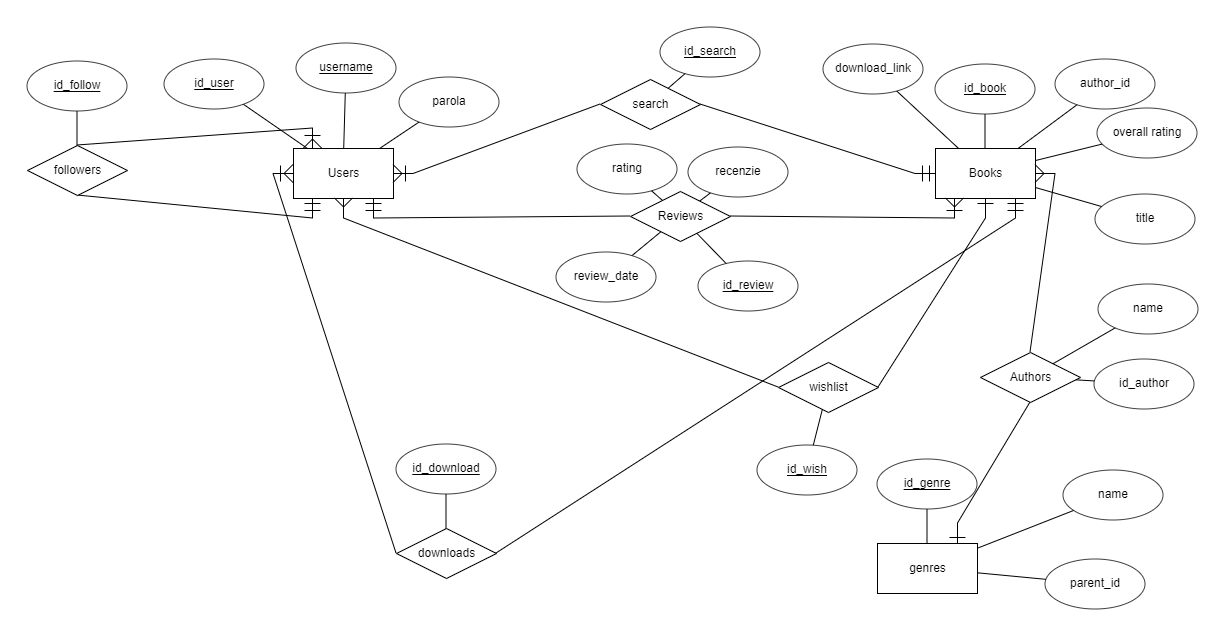 id_search
download_link
username
id_follow
id_user
id_book
author_id
parola
search
overall rating
followers
Users
rating
recenzie
Books
Reviews
title
review_date
id_review
name
wishlist
Authors
id_author
id_download
id_wish
id_genre
name
downloads
genres
parent_id